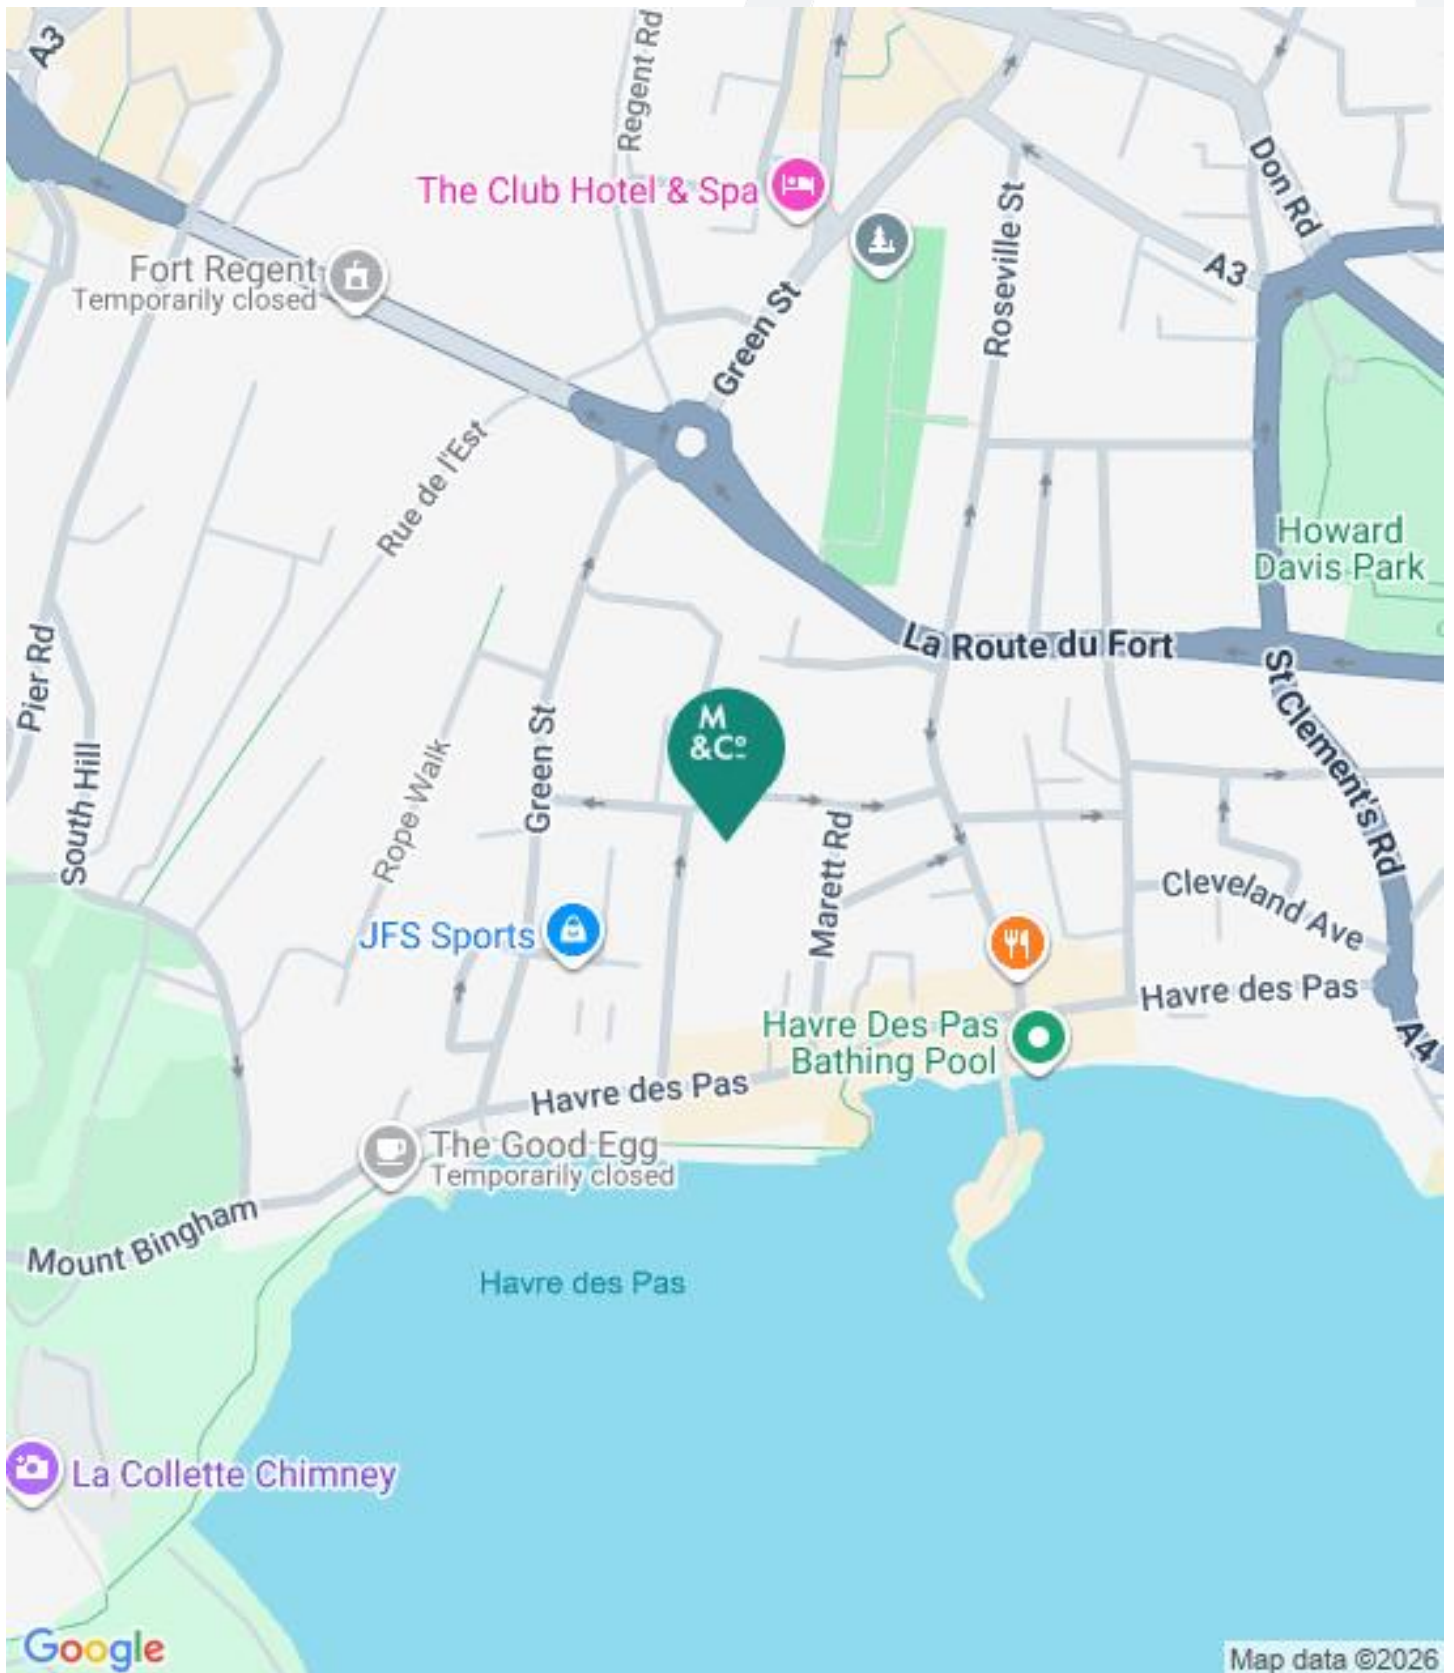 A3
Regent Rd
Don Rd
The Club Hotel & Spa
Roseville St
A3
Fort Regent
Temporarily closed
Green St
Rue de l'Est
Howard
Davis Park
La Route du Fort
Pier Rd
St Clement's Rd
M
&Cº
South Hill
Rope Walk
Green St
Marett Rd
Cleveland Ave
JFS Sports
Havre des Pas
Havre Des Pas
Bathing Pool
A4
Havre des Pas
The Good Egg
Temporarily closed
Mount Bingham
Havre des Pas
La Collette Chimney
Google
Map data ©2026